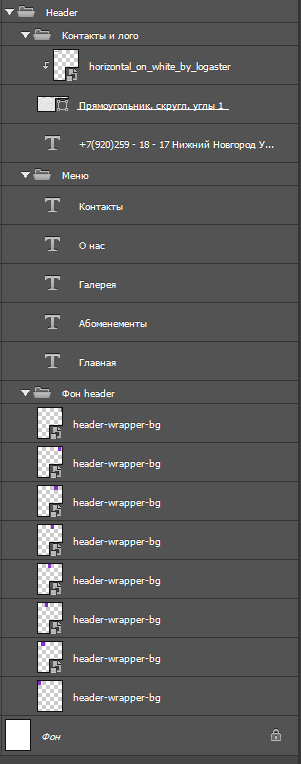 Header
Контакты и лого
horizontal_on_white_by_logaster
Прямоугольник, скругл. углы 1
+7(920)259 - 18 - 17 Нижний Новгород У...
Меню
Контакты
О нас
Галерея
Абоменементы
Главная
Фон header
header-wrapper-bg
header-wrapper-bg
header-wrapper-bg
header-wrapper-bg
header-wrapper-bg
header-wrapper-bg
header-wrapper-bg
header-wrapper-bg
Фон